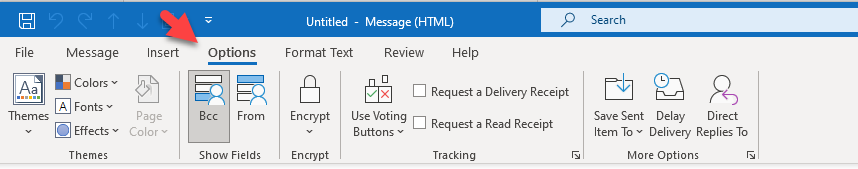 Untitled - Message (HTML)
Search
File Message Insert Options Format Text Review Help
Aa
Themes
Colors
A Fonts
Effects
Page
Color
Themes
Bcc
From
Show Fields
Encrypt
Encrypt
Use Voting
Buttons
Request a Delivery Receipt
Request a Read Receipt
Tracking
Save Sent
Item To
Delay
Delivery
Direct
Replies To
More Options